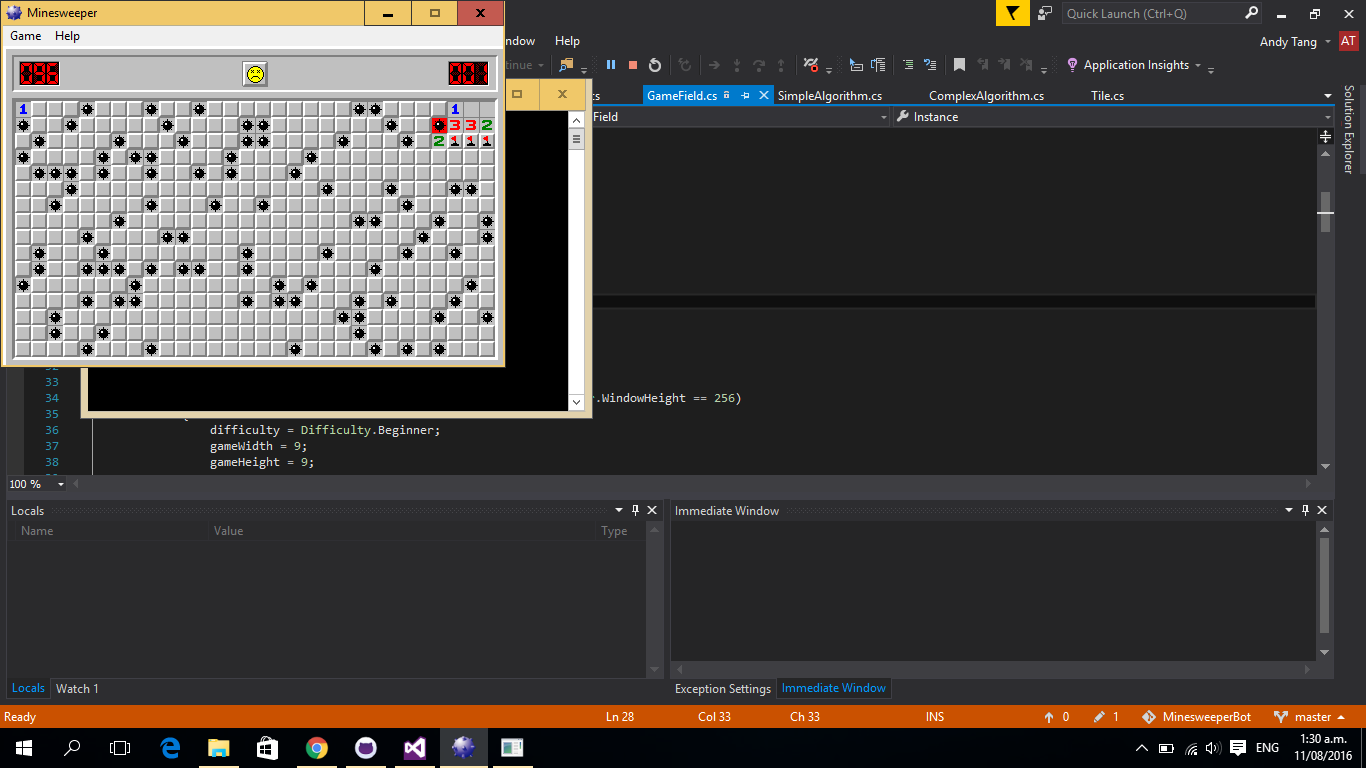 Minesweeper
Quick Launch (Ctrl+Q)
Game Help
ndow Help
Andy Tang AT
tinue
Application Insights
1 1
3 3 2
2 1 1 1
cs GameField.cs SimpleAlgorithm.cs ComplexAlgorithm.cs Tile.cs
Field Instance
Solution Explorer
33
34 .WindowHeight == 256)
35 {
36 difficulty = Difficulty.Beginner;
37 gameWidth = 9;
38 gameHeight = 9;
100 %
Locals
Name Value Type
Immediate Window
Locals Watch 1
Exception Settings Immediate Window
Ready Ln 28 Col 33 Ch 33 INS 0 1 MinesweeperBot master
ENG
1:30 a.m.
11/08/2016